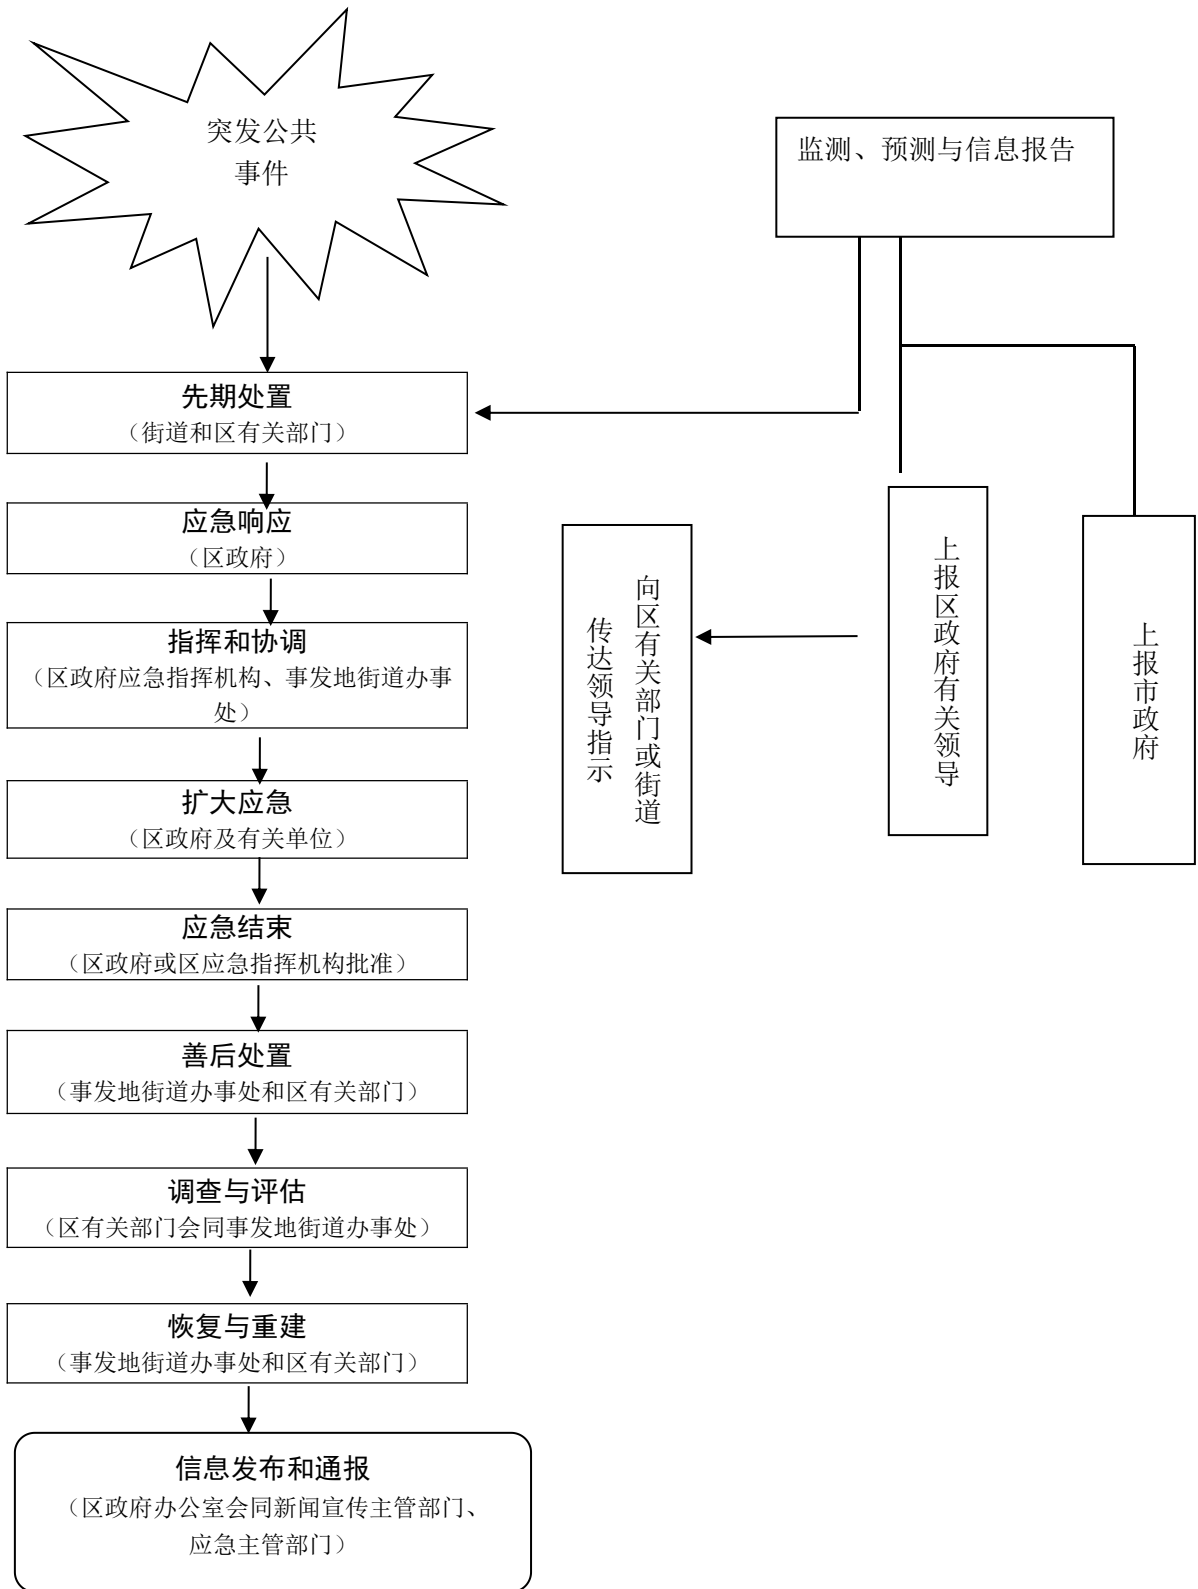 突发公共
事件
监测、预测与信息报告
先期处置
（街道和区有关部门）
应急响应
（区政府）
指挥和协调
（区政府应急指挥机构、事发地街道办事
处）
扩大应急
（区政府及有关单位）
应急结束
（区政府或区应急指挥机构批准）
善后处置
（事发地街道办事处和区有关部门）
调查与评估
（区有关部门会同事发地街道办事处）
恢复与重建
（事发地街道办事处和区有关部门）
信息发布和通报
（区政府办公室会同新闻宣传主管部门、
应急主管部门）
向区有关部门或街道
传达领导指示
上报区政府有关领导
上报市政府